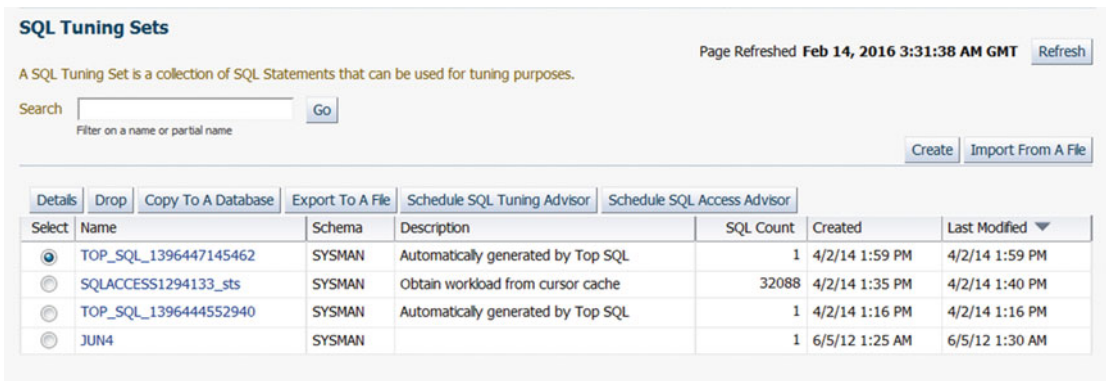 SQL Tuning Sets
Page Refreshed Feb 14, 2016 3:31:38 AM GMT Refresh
A SQL Tuning Set is a collection of SQL Statements that can be used for tuning purposes.
Search Go
Filter on a name or partial name
Create Import From A File
Details Drop Copy To A Database Export To A File Schedule SQL Tuning Advisor Schedule SQL Access Advisor
Select Name Schema Description SQL Count Created Last Modified
TOP_SQL_1396447145462 SYSMAN Automatically generated by Top SQL 1 4/2/14 1:59 PM 4/2/14 1:59 PM
SQLACCESS1294133_sts SYSMAN Obtain workload from cursor cache 32088 4/2/14 1:35 PM 4/2/14 1:40 PM
TOP_SQL_1396444552940 SYSMAN Automatically generated by Top SQL 1 4/2/14 1:16 PM 4/2/14 1:16 PM
JUN4 SYSMAN 1 6/5/12 1:25 AM 6/5/12 1:30 AM